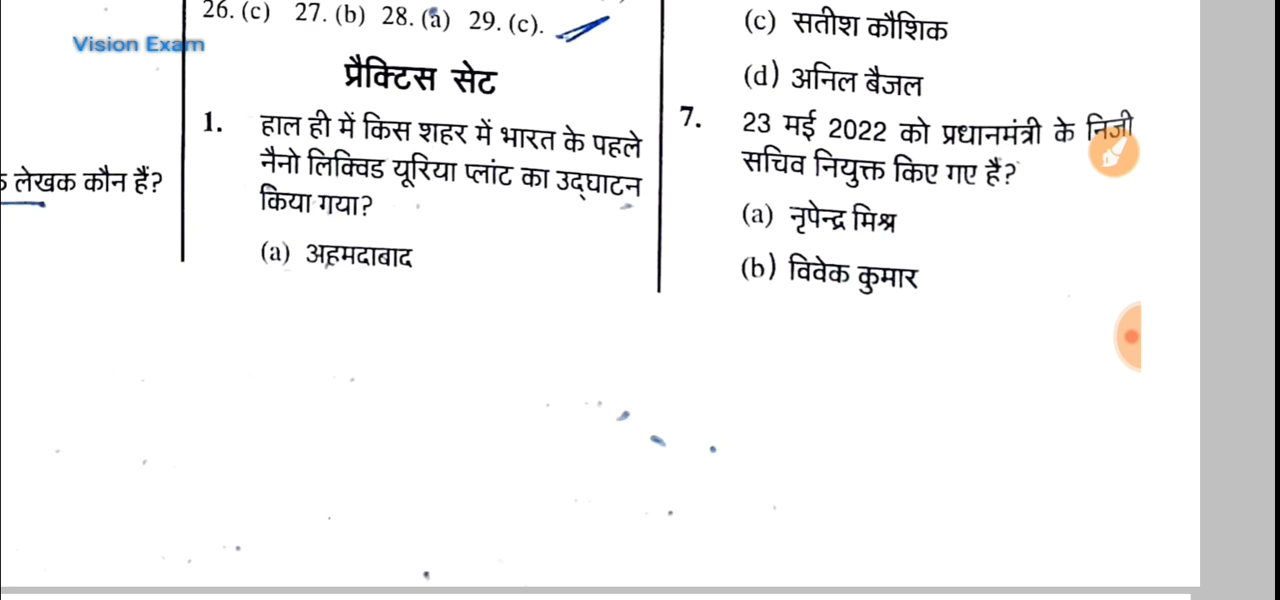 26. (c) 27. (b) 28. (a) 29. (c).
Vision Exam
लेखक कौन हैं?
प्रैक्टिस सेट
1. हाल ही में किस शहर में भारत के पहले
नैनो लिक्विड यूरिया प्लांट का उद्घाटन
किया गया?
(a) अहमदाबाद
(c) सतीश कौशिक
(d) अनिल बैजल
7. 23 मई 2022 को प्रधानमंत्री के निजी
सचिव नियुक्त किए गए हैं?
(a) नृपेन्द्र मिश्र
(b) विवेक कुमार